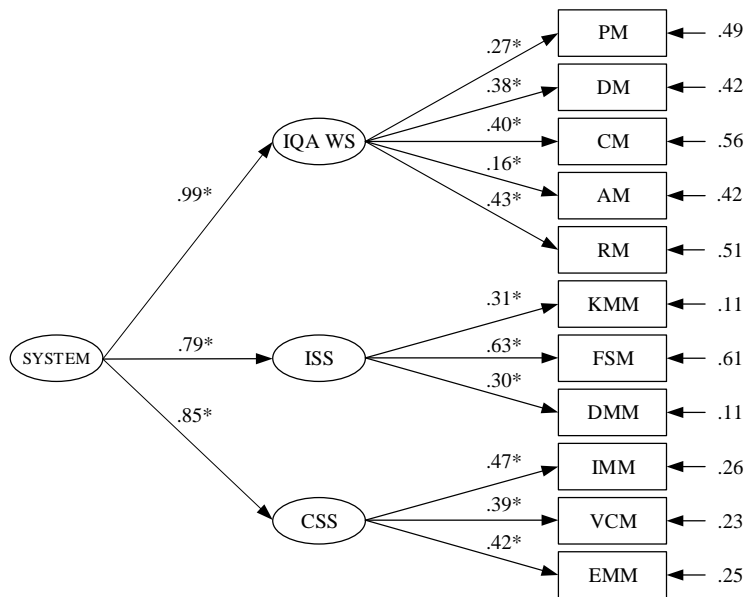 .27* PM .49
.38* DM .42
IQA WS .40* CM .56
.16* AM .42
.99* .43* RM .51
.31* KMM .11
SYSTEM .79* ISS .63* FSM .61
.30* DMM .11
.85* .47* IMM .26
CSS .39* VCM .23
.42* EMM .25